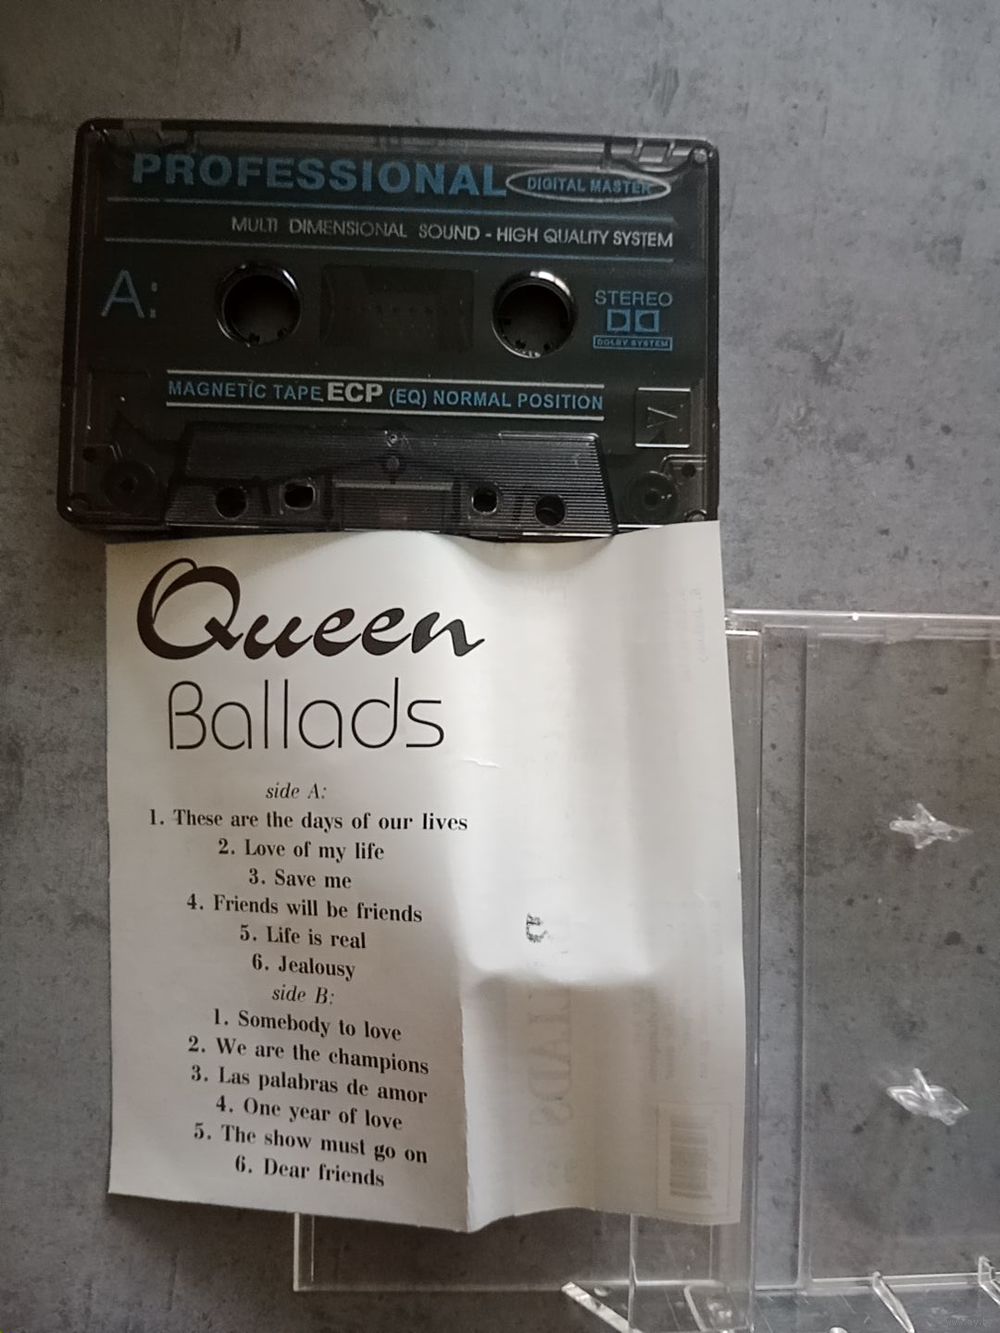 PROFESSIONAL DIGITAL MASTER
MULTI DIMENSIONAL SOUND - HIGH QUALITY SYSTEM
A:
STEREO
DOLBY SYSTEM
MAGNETIC TAPE ECP (EQ) NORMAL POSITION
Queen
Ballads
side A:
1. These are the days of our lives
2. Love of my life
3. Save me
4. Friends will be friends
5. Life is real
6. Jealousy
side B:
1. Somebody to love
2. We are the champions
3. Las palabras de amor
4. One year of love
5. The show must go on
6. Dear friends